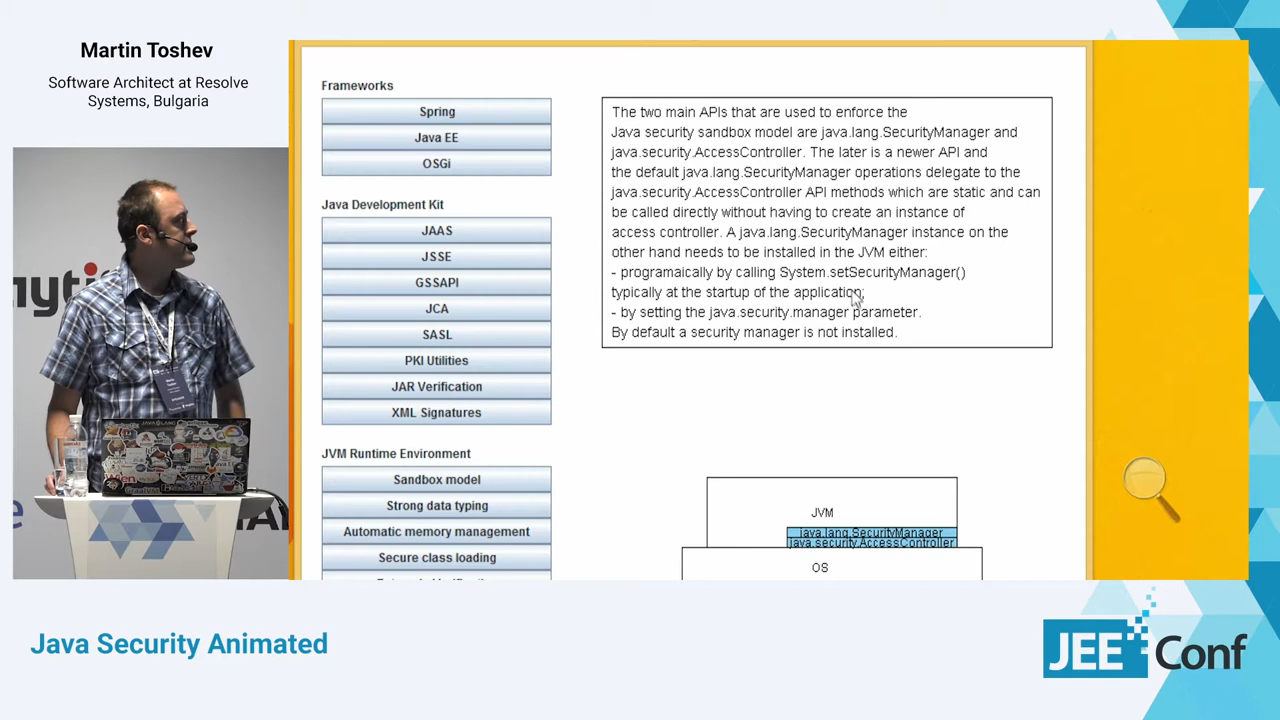 Martin Toshev
Software Architect at Resolve
Systems, Bulgaria
Frameworks
Spring
Java EE
OSGi
Java Development Kit
JAAS
JSSE
GSSAPI
JCA
SASL
PKI Utilities
JAR Verification
XML Signatures
JVM Runtime Environment
Sandbox model
Strong data typing
Automatic memory management
Secure class loading
The two main APIs that are used to enforce the
Java security sandbox model are java.lang.SecurityManager and
java.security.AccessController. The later is a newer API and
the default java.lang.SecurityManager operations delegate to the
java.security.AccessController API methods which are static and can
be called directly without having to create an instance of
access controller. A java.lang.SecurityManager instance on the
other hand needs to be installed in the JVM either:
- programaically by calling System.setSecurityManager()
typically at the startup of the application;
- by setting the java.security.manager parameter.
By default a security manager is not installed.
JVM
java.lang.SecurityManager
java.security.AccessController
OS
Java Security Animated
JEE Conf